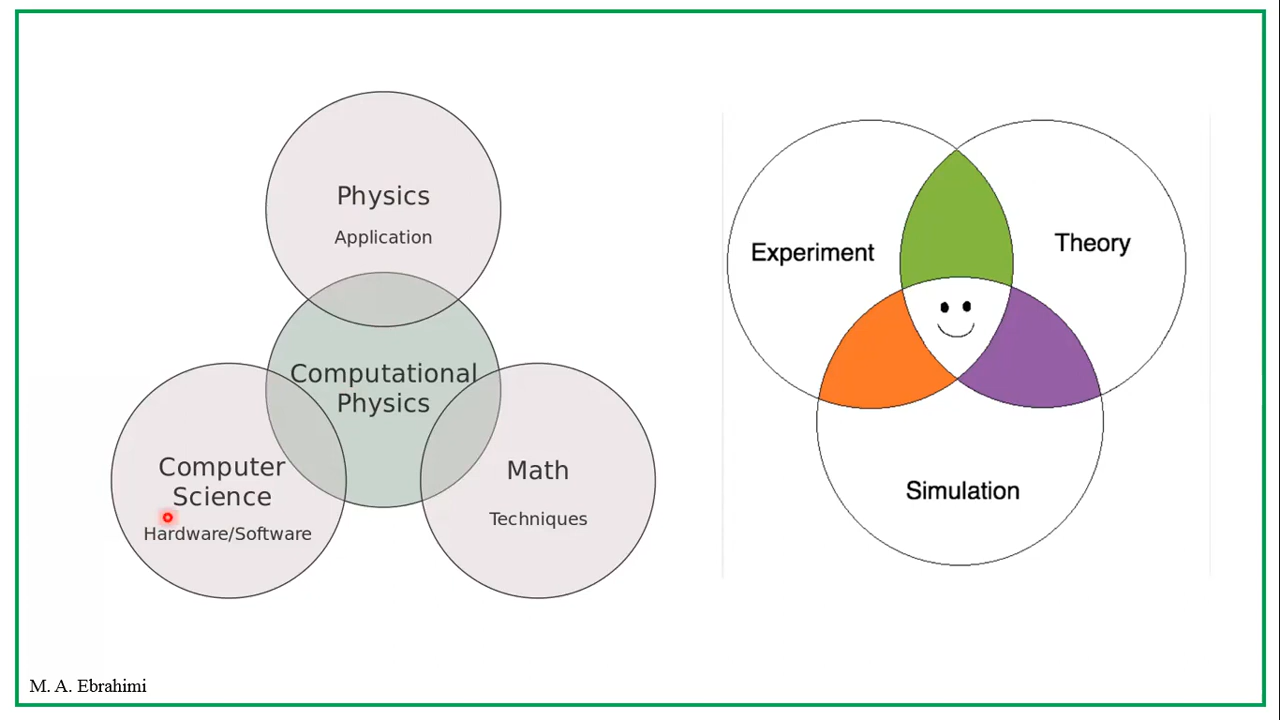 Physics
Application
Computational
Physics
Computer
Science
Hardware/Software
Math
Techniques
Experiment
Theory
Simulation
M. A. Ebrahimi